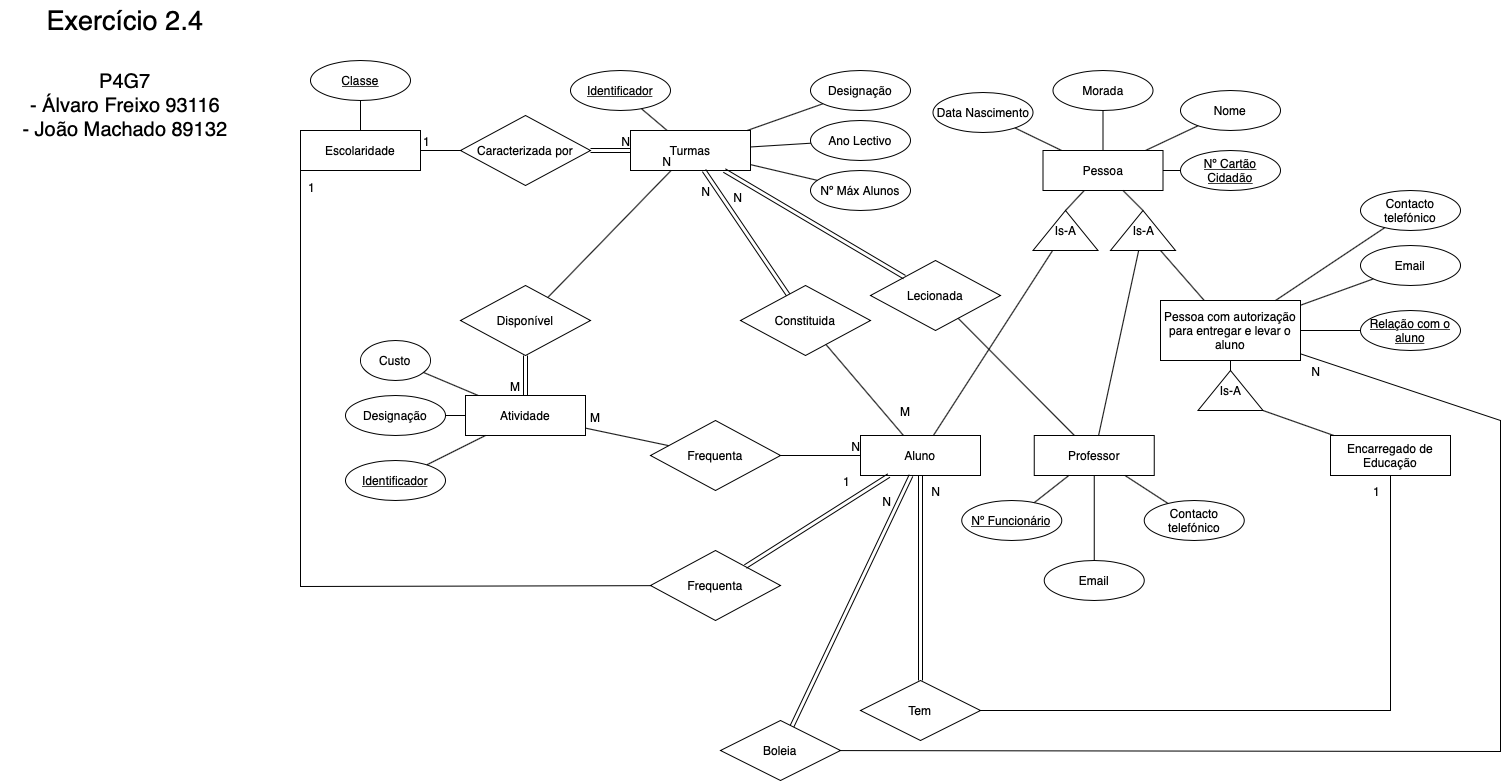 Exercício 2.4
P4G7
- Álvaro Freixo 93116
- João Machado 89132
Classe
Identificador
Designação
Data Nascimento
Morada
Nome
Escolaridade
1
Caracterizada por
N
Turmas
N
Ano Lectivo
Nº Máx Alunos
Pessoa
Nº Cartão
Cidadão
1
N
N
Is-A
Is-A
Contacto
telefónico
Email
Disponível
Constituida
Lecionada
Pessoa com autorização
para entregar e levar o
aluno
Relação com o
aluno
Custo
M
N
Is-A
Designação
Atividade
M
M
Frequenta
N
Aluno
Professor
Encarregado de
Educação
Identificador
1
N
N
1
Nº Funcionário
Contacto
telefónico
Email
Frequenta
Tem
Boleia